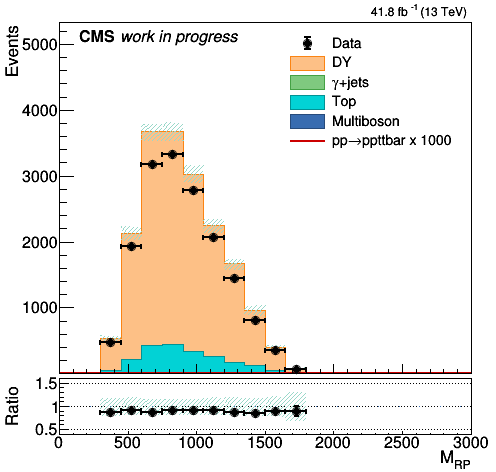 41.8 fb⁻¹ (13 TeV)
Events
CMS work in progress
Data
DY
γ+jets
Top
Multiboson
pp→ppttbar x 1000
5000
4000
3000
2000
1000
Ratio
1.5
1
0.5
0 500 1000 1500 2000 2500 3000
M_RP